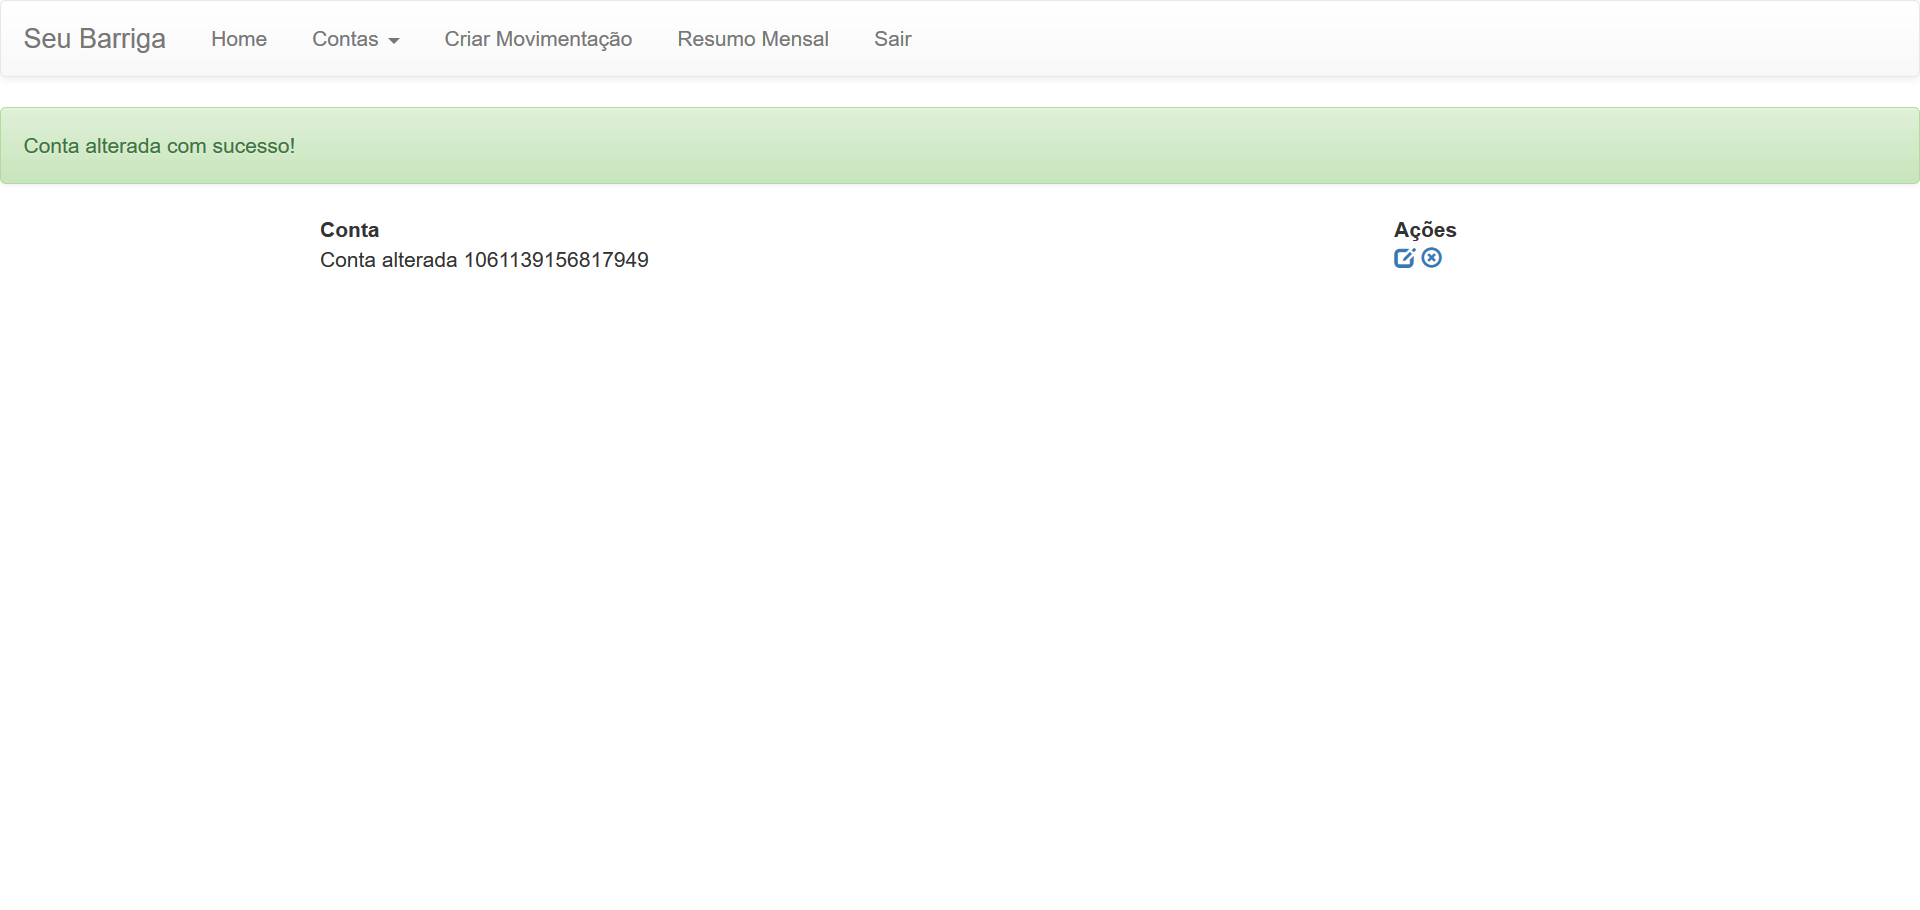 Seu Barriga Home Contas Criar Movimentação Resumo Mensal Sair
Conta alterada com sucesso!
Conta Ações
Conta alterada 1061139156817949